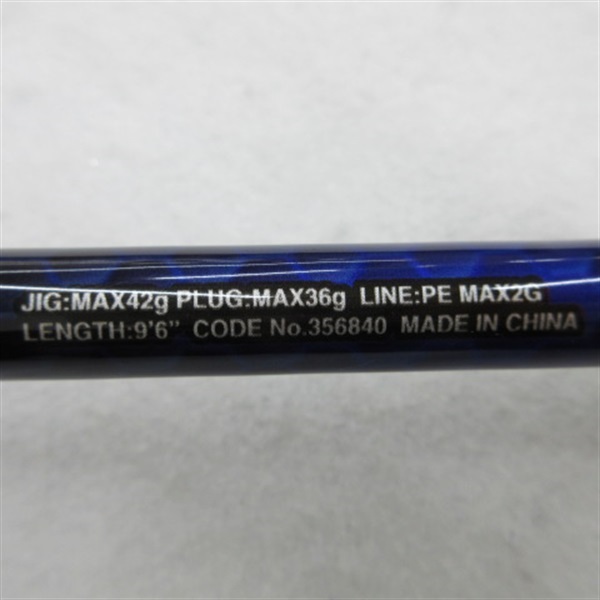 JIG:MAX42g PLUG:MAX36g LINE:PE MAX2G
LENGTH:9'6" CODE No.356840 MADE IN CHINA